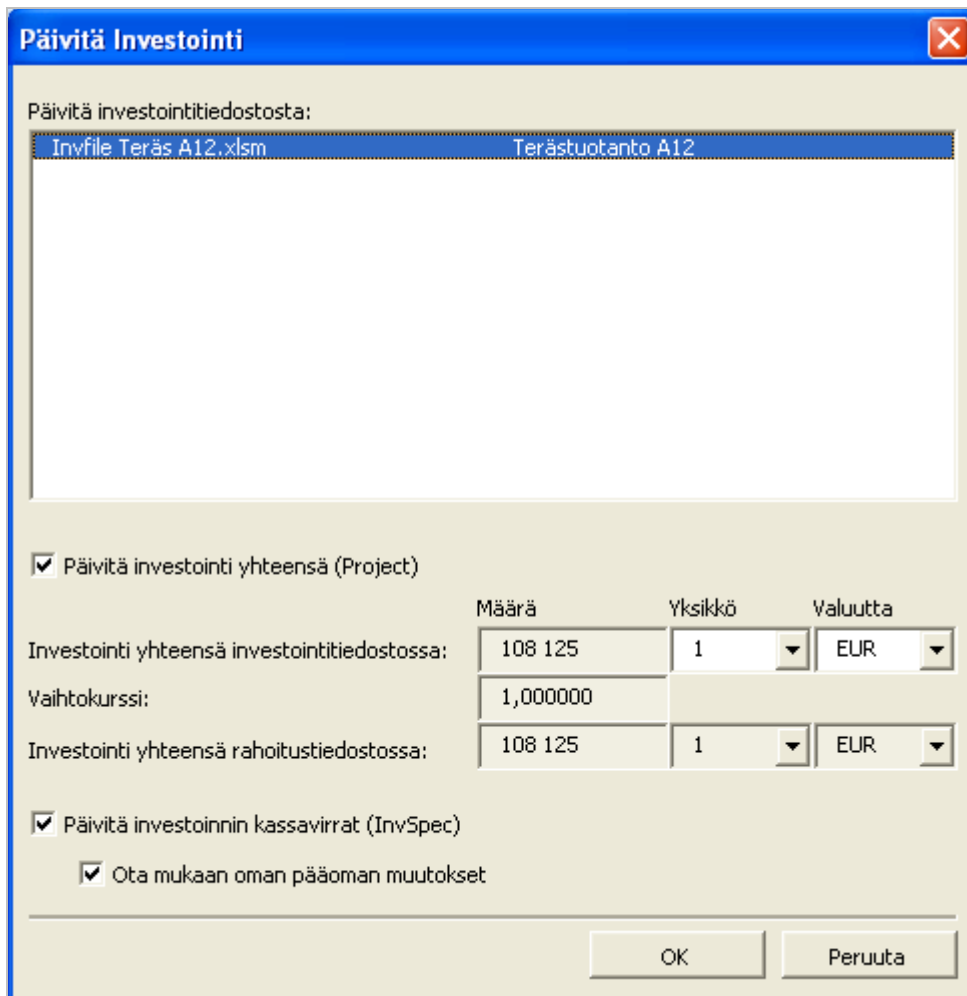 Päivitä Investointi
Päivitä investointitiedostosta:
Invfile Teräs A12.xlsm Terästuotanto A12
Päivitä investointi yhteensä (Project)
Määrä Yksikkö Valuutta
Investointi yhteensä investointitiedostossa: 108 125 1 EUR
Vaihtokurssi: 1,000000
Investointi yhteensä rahoitustiedostossa: 108 125 1 EUR
Päivitä investoinnin kassavirrat (InvSpec)
Ota mukaan oman pääoman muutokset
OK Peruuta